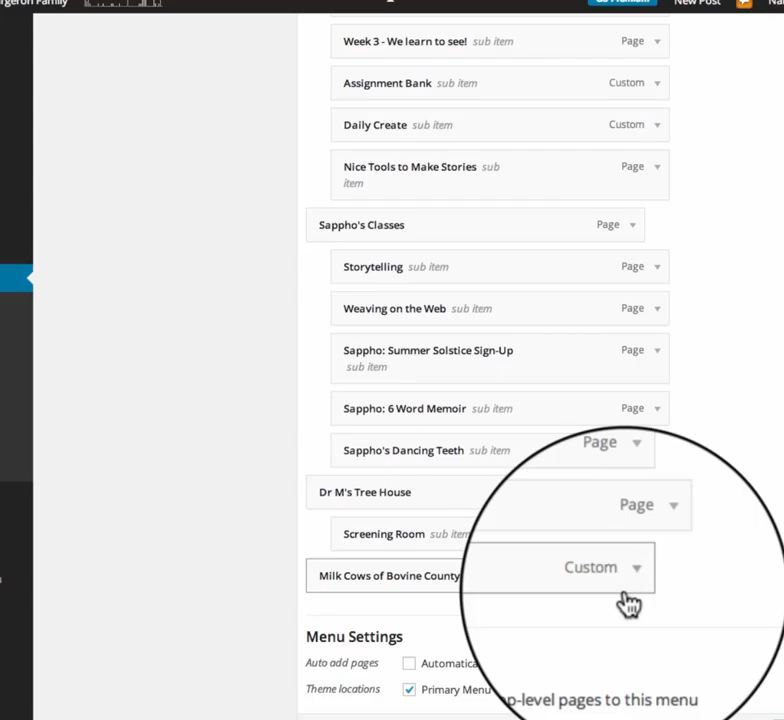 rgeron Family New Post
Week 3 - We learn to see! sub item Page
Assignment Bank sub item Custom
Daily Create sub item Custom
Nice Tools to Make Stories sub Page
item
Sappho's Classes Page
Storytelling sub item Page
Weaving on the Web sub item Page
Sappho: Summer Solstice Sign-Up Page
sub item
Sappho: 6 Word Memoir sub item Page
Sappho's Dancing Teeth sub item Page
Dr M's Tree House
Screening Room sub item Page
Milk Cows of Bovine County Custom
Menu Settings
Auto add pages Automatica
Theme locations Primary Menu
p-level pages to this menu